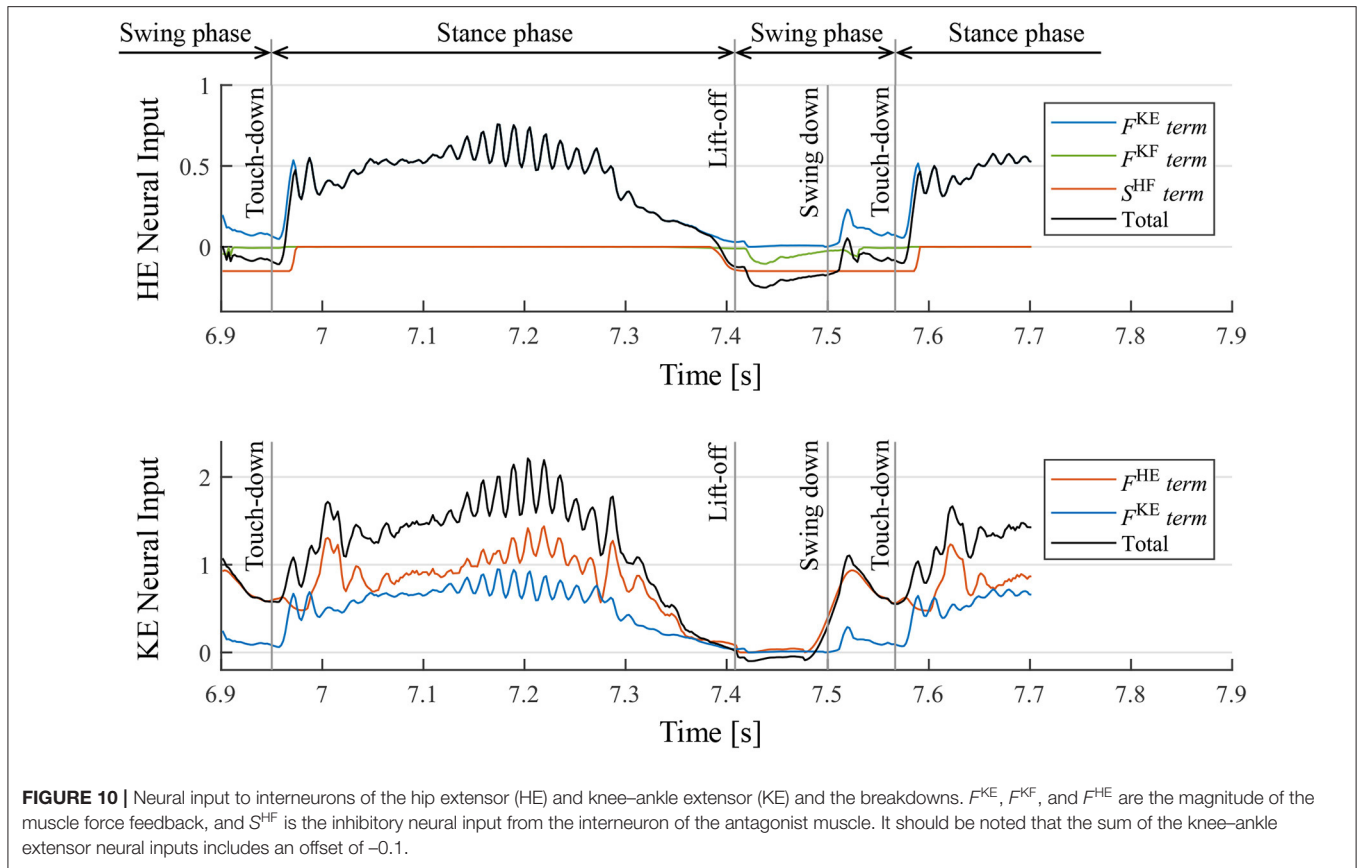 Swing phase
Stance phase
Swing phase
Stance phase
HE Neural Input
1
0.5
0
Touch-down
Lift-off
Swing down
Touch-down
F^KE term
F^KF term
S^HF term
Total
6.9
7
7.1
7.2
7.3
7.4
7.5
7.6
7.7
7.8
7.9
Time [s]
KE Neural Input
2
1
0
Touch-down
Lift-off
Swing down
Touch-down
F^HE term
F^KE term
Total
6.9
7
7.1
7.2
7.3
7.4
7.5
7.6
7.7
7.8
7.9
Time [s]
FIGURE 10 | Neural input to interneurons of the hip extensor (HE) and knee–ankle extensor (KE) and the breakdowns. F^KE, F^KF, and F^HE are the magnitude of the
muscle force feedback, and S^HF is the inhibitory neural input from the interneuron of the antagonist muscle. It should be noted that the sum of the knee–ankle
extensor neural inputs includes an offset of –0.1.